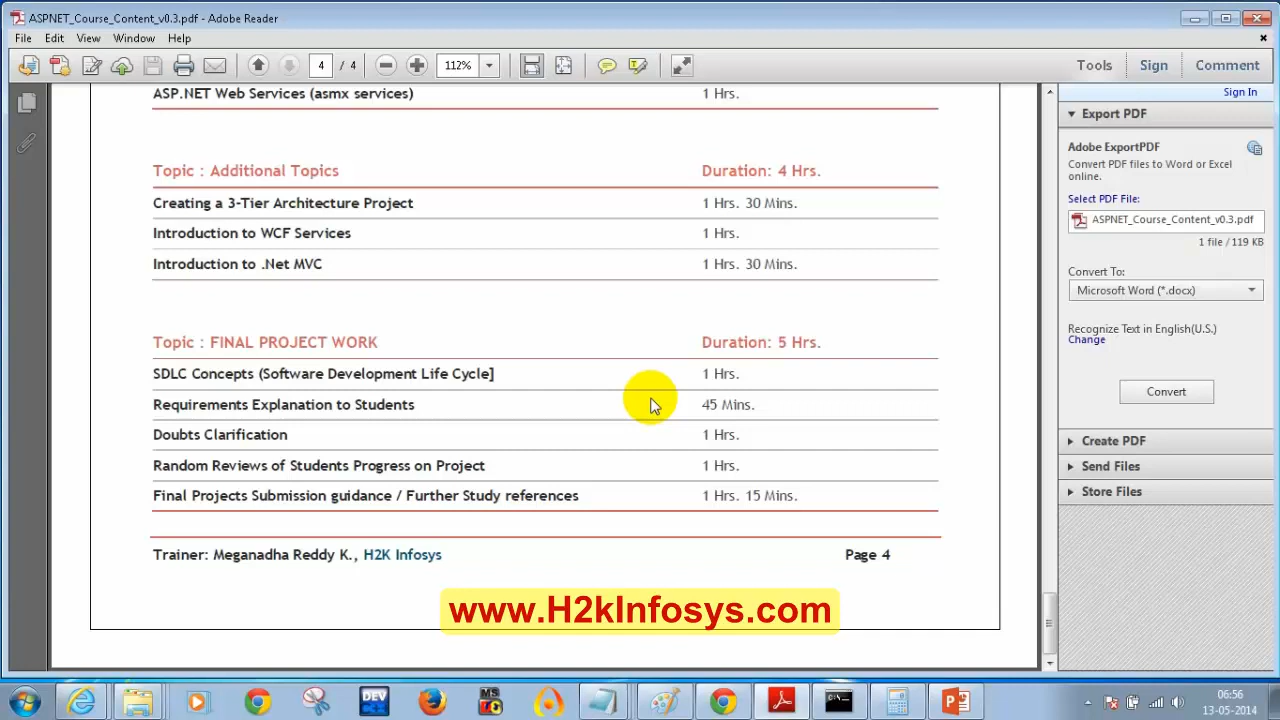 ASPNET_Course_Content_v0.3.pdf - Adobe Reader
File Edit View Window Help
4 / 4 112% Tools Sign Comment
ASP.NET Web Services (asmx services) 1 Hrs.
Topic : Additional Topics Duration: 4 Hrs.
Creating a 3-Tier Architecture Project 1 Hrs. 30 Mins.
Introduction to WCF Services 1 Hrs.
Introduction to .Net MVC 1 Hrs. 30 Mins.
Topic : FINAL PROJECT WORK Duration: 5 Hrs.
SDLC Concepts (Software Development Life Cycle] 1 Hrs.
Requirements Explanation to Students 45 Mins.
Doubts Clarification 1 Hrs.
Random Reviews of Students Progress on Project 1 Hrs.
Final Projects Submission guidance / Further Study references 1 Hrs. 15 Mins.
Trainer: Meganadha Reddy K., H2K Infosys Page 4
www.H2kInfosys.com
Sign In
Export PDF
Adobe ExportPDF
Convert PDF files to Word or Excel
online.
Select PDF File:
ASPNET_Course_Content_v0.3.pdf
1 file / 119 KB
Convert To:
Microsoft Word (*.docx)
Recognize Text in English(U.S.)
Change
Convert
Create PDF
Send Files
Store Files
DEV
MS
06:56
13-05-2014